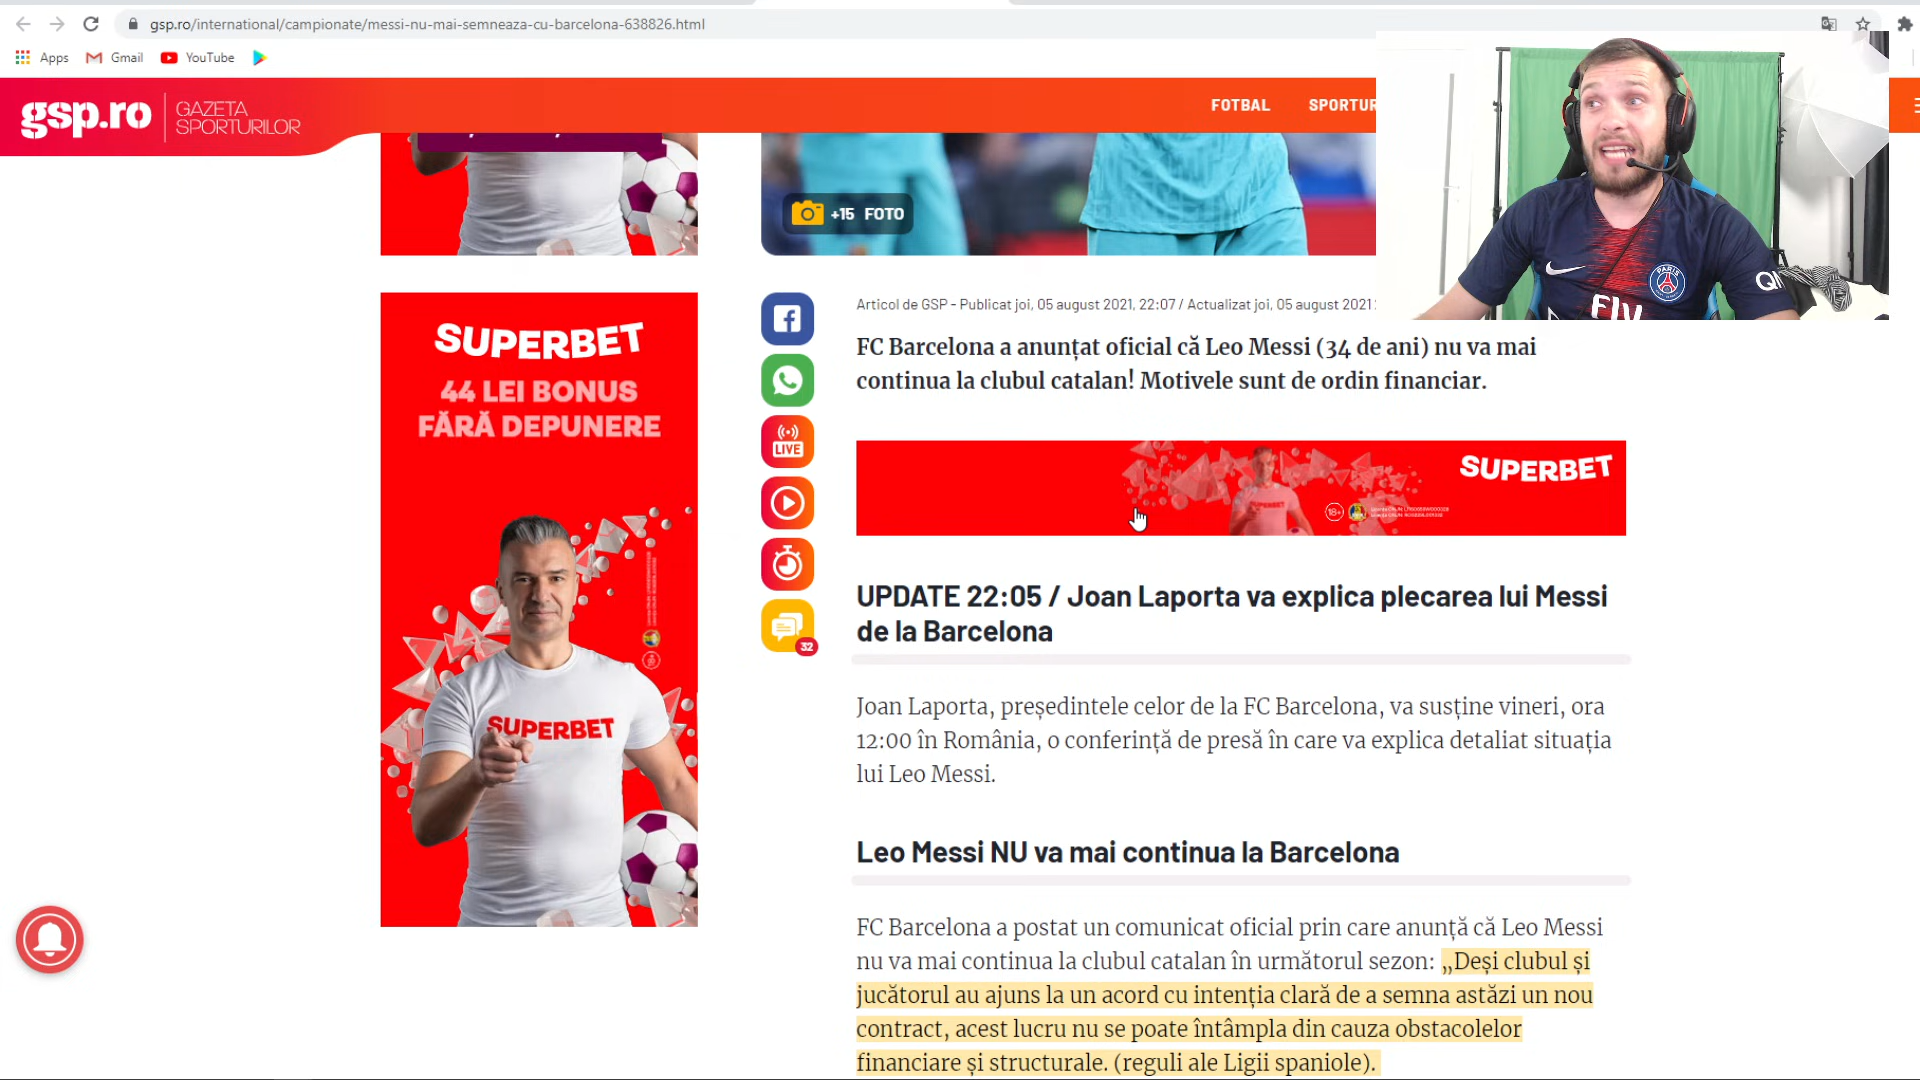 gsp.ro/international/campionate/messi-nu-mai-semneaza-cu-barcelona-638826.html
Apps
Gmail
YouTube
gsp.ro
GAZETA
SPORTURILOR
FOTBAL
SPORTUR
+15 FOTO
PARIS
FLY
SUPERBET
44 LEI BONUS
FĂRĂ DEPUNERE
SUPERBET
LIVE
32
Articol de GSP - Publicat joi, 05 august 2021, 22:07 / Actualizat joi, 05 august 2021
FC Barcelona a anunțat oficial că Leo Messi (34 de ani) nu va mai
continua la clubul catalan! Motivele sunt de ordin financiar.
SUPERBET
SUPERBET
18+
UPDATE 22:05 / Joan Laporta va explica plecarea lui Messi
de la Barcelona
Joan Laporta, președintele celor de la FC Barcelona, va susține vineri, ora
12:00 în România, o conferință de presă în care va explica detaliat situația
lui Leo Messi.
Leo Messi NU va mai continua la Barcelona
FC Barcelona a postat un comunicat oficial prin care anunță că Leo Messi
nu va mai continua la clubul catalan în următorul sezon: „Deși clubul și
jucătorul au ajuns la un acord cu intenția clară de a semna astăzi un nou
contract, acest lucru nu se poate întâmpla din cauza obstacolelor
financiare și structurale. (reguli ale Ligii spaniole).